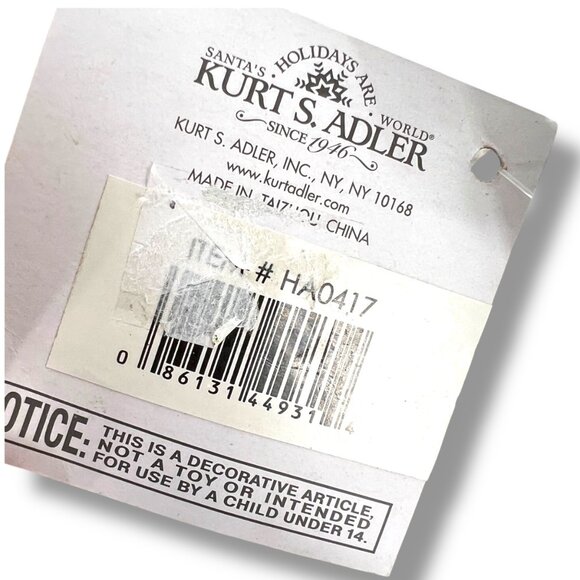 HOLIDAYS ARE
SANTA'S · · WORLD®
KURT S. ADLER
SINCE 1946
KURT S. ADLER, INC., NY, NY 10168
www.kurtadler.com
MADE IN TAIZHOU CHINA
ITEM # HA0417
0 86131 44931 4
OTICE: THIS IS A DECORATIVE ARTICLE,
NOT A TOY OR INTENDED
FOR USE BY A CHILD UNDER 14.